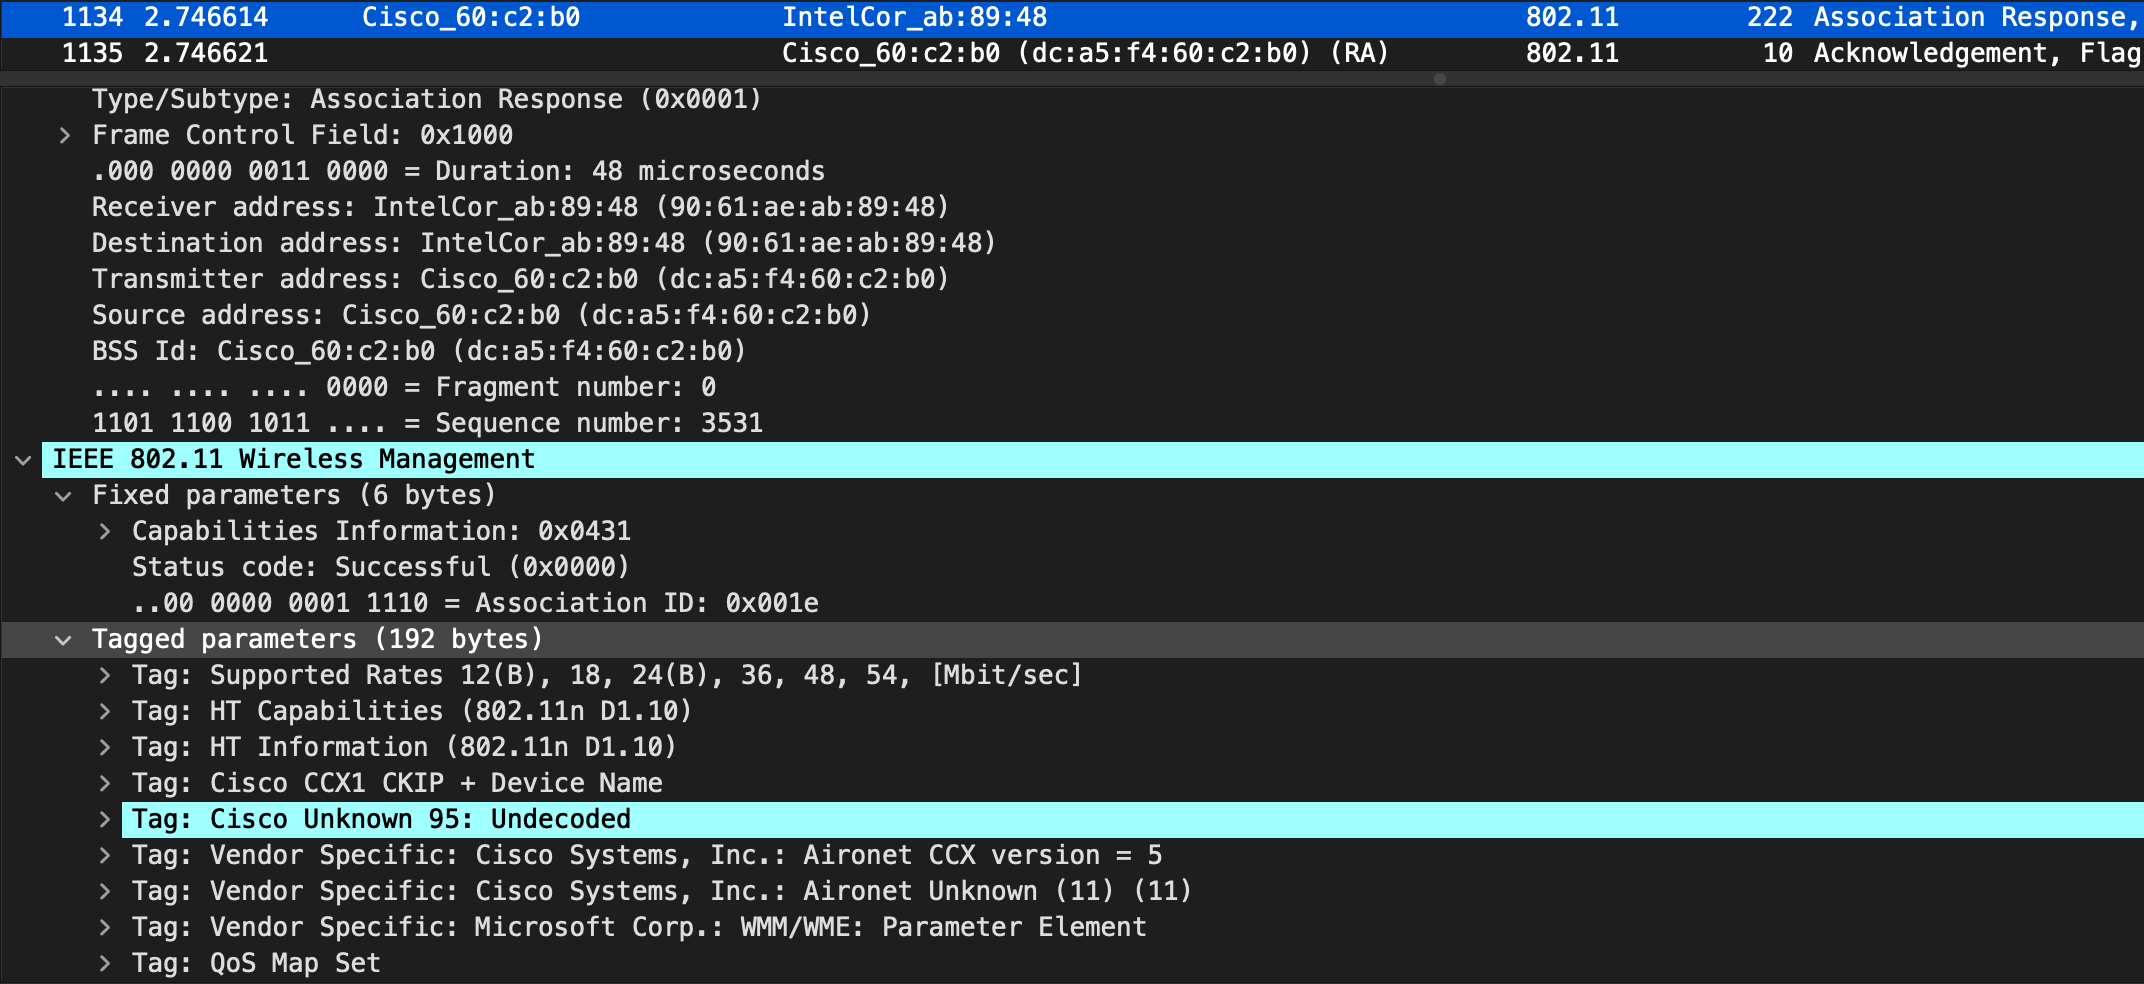 1134 2.746614 Cisco_60:c2:b0 IntelCor_ab:89:48 802.11 222 Association Response,
1135 2.746621 Cisco_60:c2:b0 (dc:a5:f4:60:c2:b0) (RA) 802.11 10 Acknowledgement, Flag
Type/Subtype: Association Response (0x0001)
Frame Control Field: 0x1000
.000 0000 0011 0000 = Duration: 48 microseconds
Receiver address: IntelCor_ab:89:48 (90:61:ae:ab:89:48)
Destination address: IntelCor_ab:89:48 (90:61:ae:ab:89:48)
Transmitter address: Cisco_60:c2:b0 (dc:a5:f4:60:c2:b0)
Source address: Cisco_60:c2:b0 (dc:a5:f4:60:c2:b0)
BSS Id: Cisco_60:c2:b0 (dc:a5:f4:60:c2:b0)
.... .... .... 0000 = Fragment number: 0
1101 1100 1011 .... = Sequence number: 3531
IEEE 802.11 Wireless Management
Fixed parameters (6 bytes)
Capabilities Information: 0x0431
Status code: Successful (0x0000)
..00 0000 0001 1110 = Association ID: 0x001e
Tagged parameters (192 bytes)
Tag: Supported Rates 12(B), 18, 24(B), 36, 48, 54, [Mbit/sec]
Tag: HT Capabilities (802.11n D1.10)
Tag: HT Information (802.11n D1.10)
Tag: Cisco CCX1 CKIP + Device Name
Tag: Cisco Unknown 95: Undecoded
Tag: Vendor Specific: Cisco Systems, Inc.: Aironet CCX version = 5
Tag: Vendor Specific: Cisco Systems, Inc.: Aironet Unknown (11) (11)
Tag: Vendor Specific: Microsoft Corp.: WMM/WME: Parameter Element
Tag: QoS Map Set